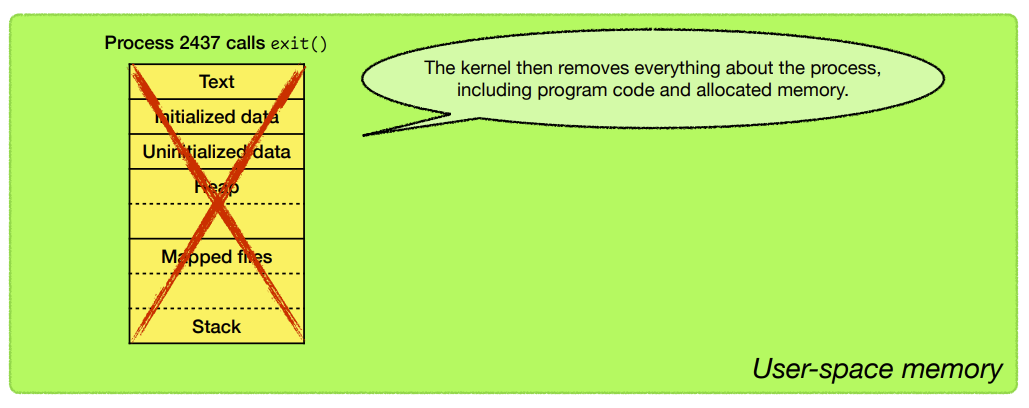 Process 2437 calls exit()
Text
Initialized data
Uninitialized data
Heap
Mapped files
Stack
The kernel then removes everything about the process,
including program code and allocated memory.
User-space memory